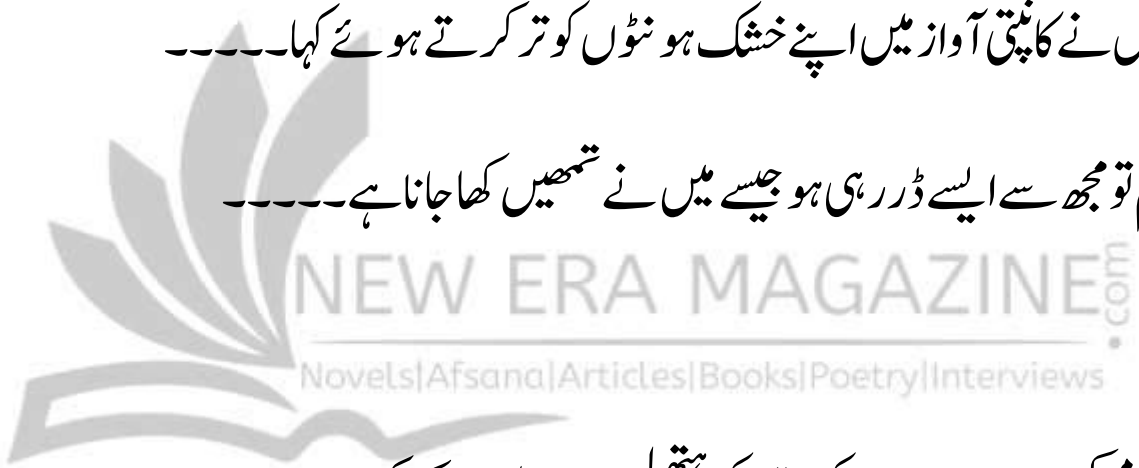 نے کانپتی آواز میں اپنے خشک ہونٹوں کو تر کرتے ہوئے کہا۔۔۔۔۔
تو مجھ سے ایسے ڈر رہی ہو جیسے میں نے تمھیں کھا جانا ہے۔۔۔۔۔
NEW ERA MAGAZINE.com
Novels|Afsana|Articles|Books|Poetry|Interviews